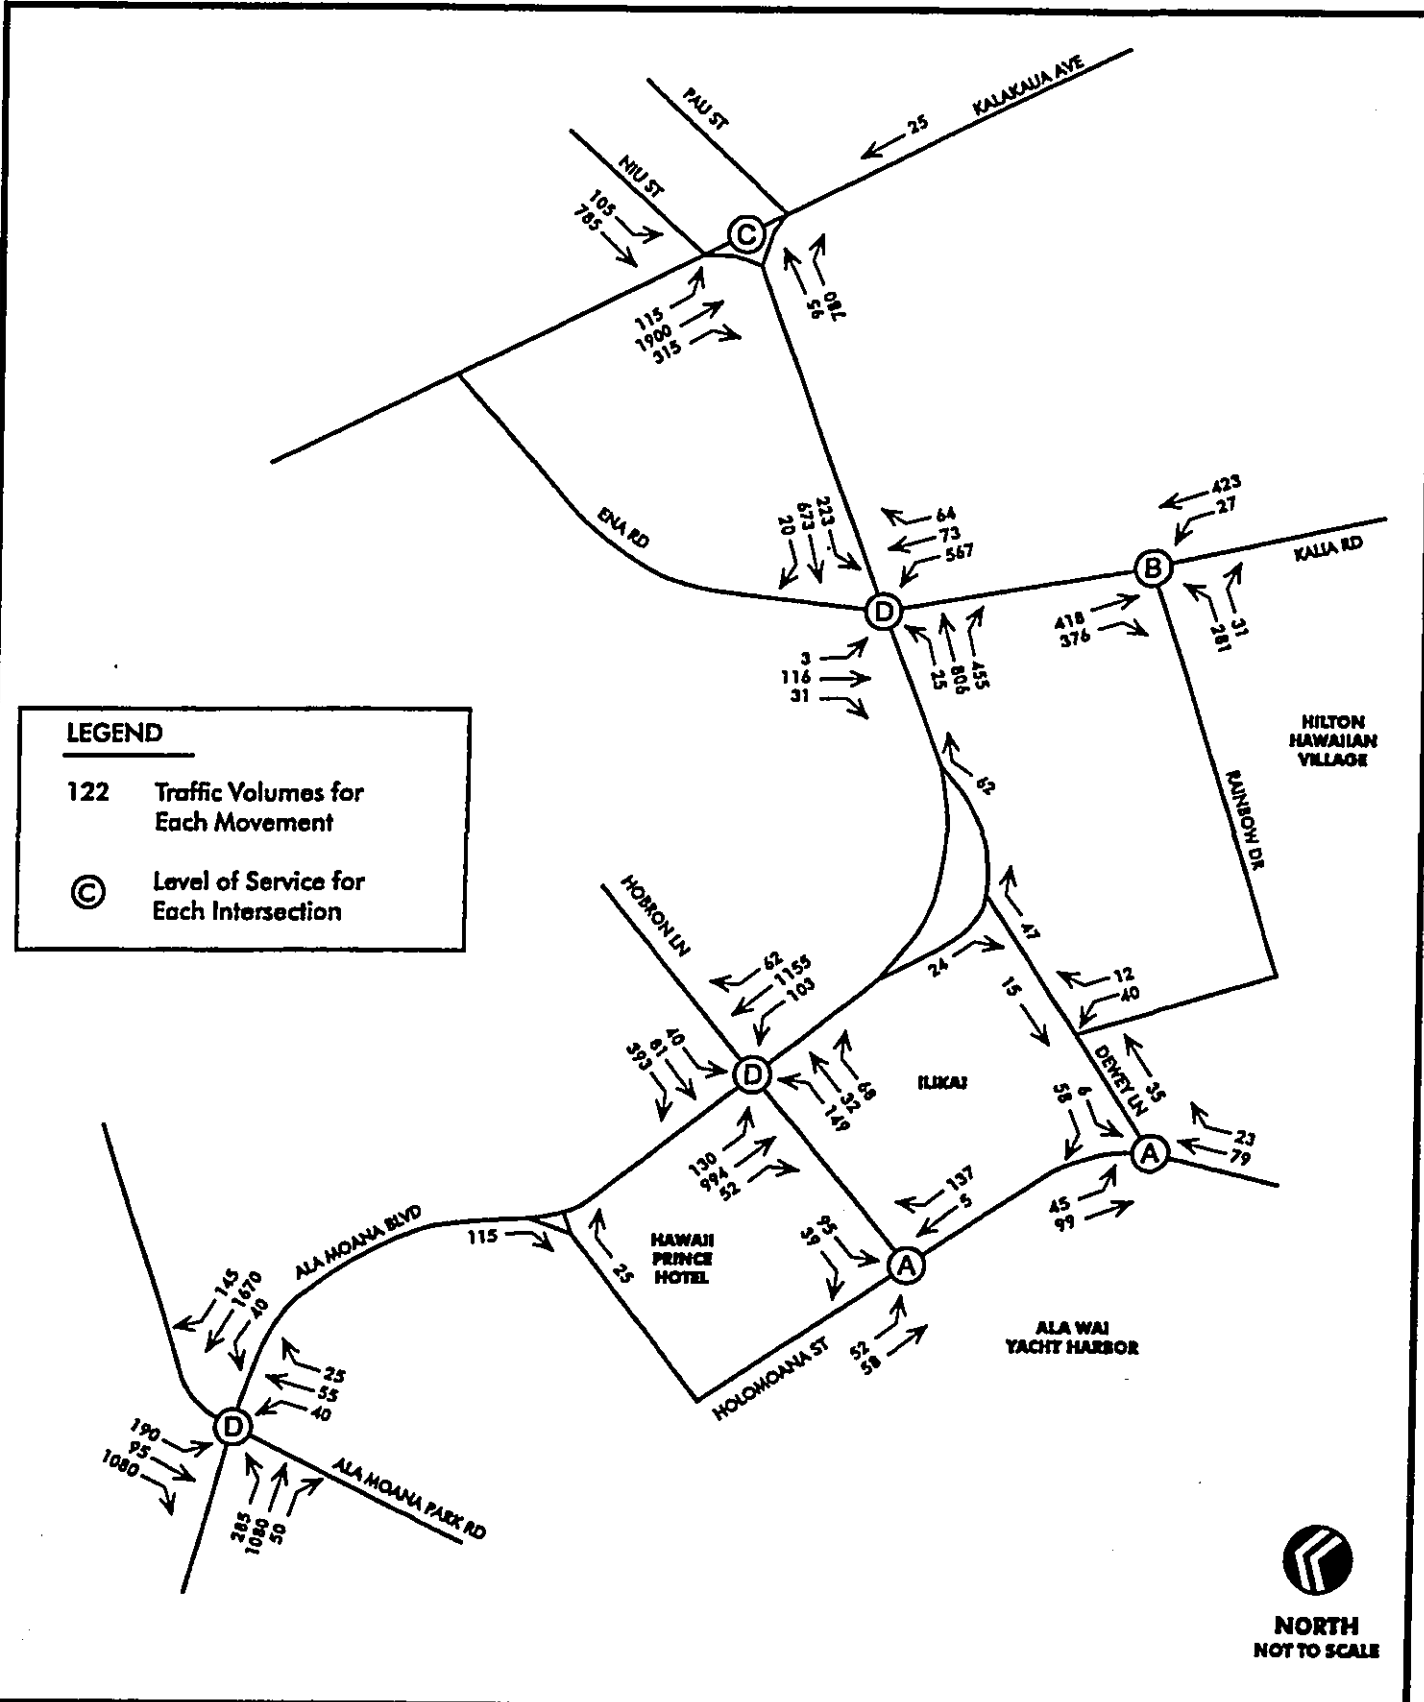 PAU ST
KALAKAUA AVE
25
NIU ST
105
785
C
115
1900
315
95
780
ENA RD
20
673
223
64
73
567
423
27
B
KALIA RD
D
418
376
281
31
3
116
31
25
806
455
LEGEND
122 Traffic Volumes for
Each Movement
C Level of Service for
Each Intersection
HILTON
HAWAIIAN
VILLAGE
RAINBOW DR
62
HOBRON LN
47
24
62
1155
103
15
12
40
393
81
40
D
68
32
149
ILIKAI
DEWEY LN
35
58
6
23
79
A
130
994
52
137
5
45
99
ALA MOANA BLVD
115
25
HAWAII
PRINCE
HOTEL
95
39
A
145
1670
40
52
58
ALA WAI
YACHT HARBOR
HOLOMOANA ST
25
55
40
D
190
95
1080
285
1080
50
ALA MOANA PARK RD
NORTH
NOT TO SCALE